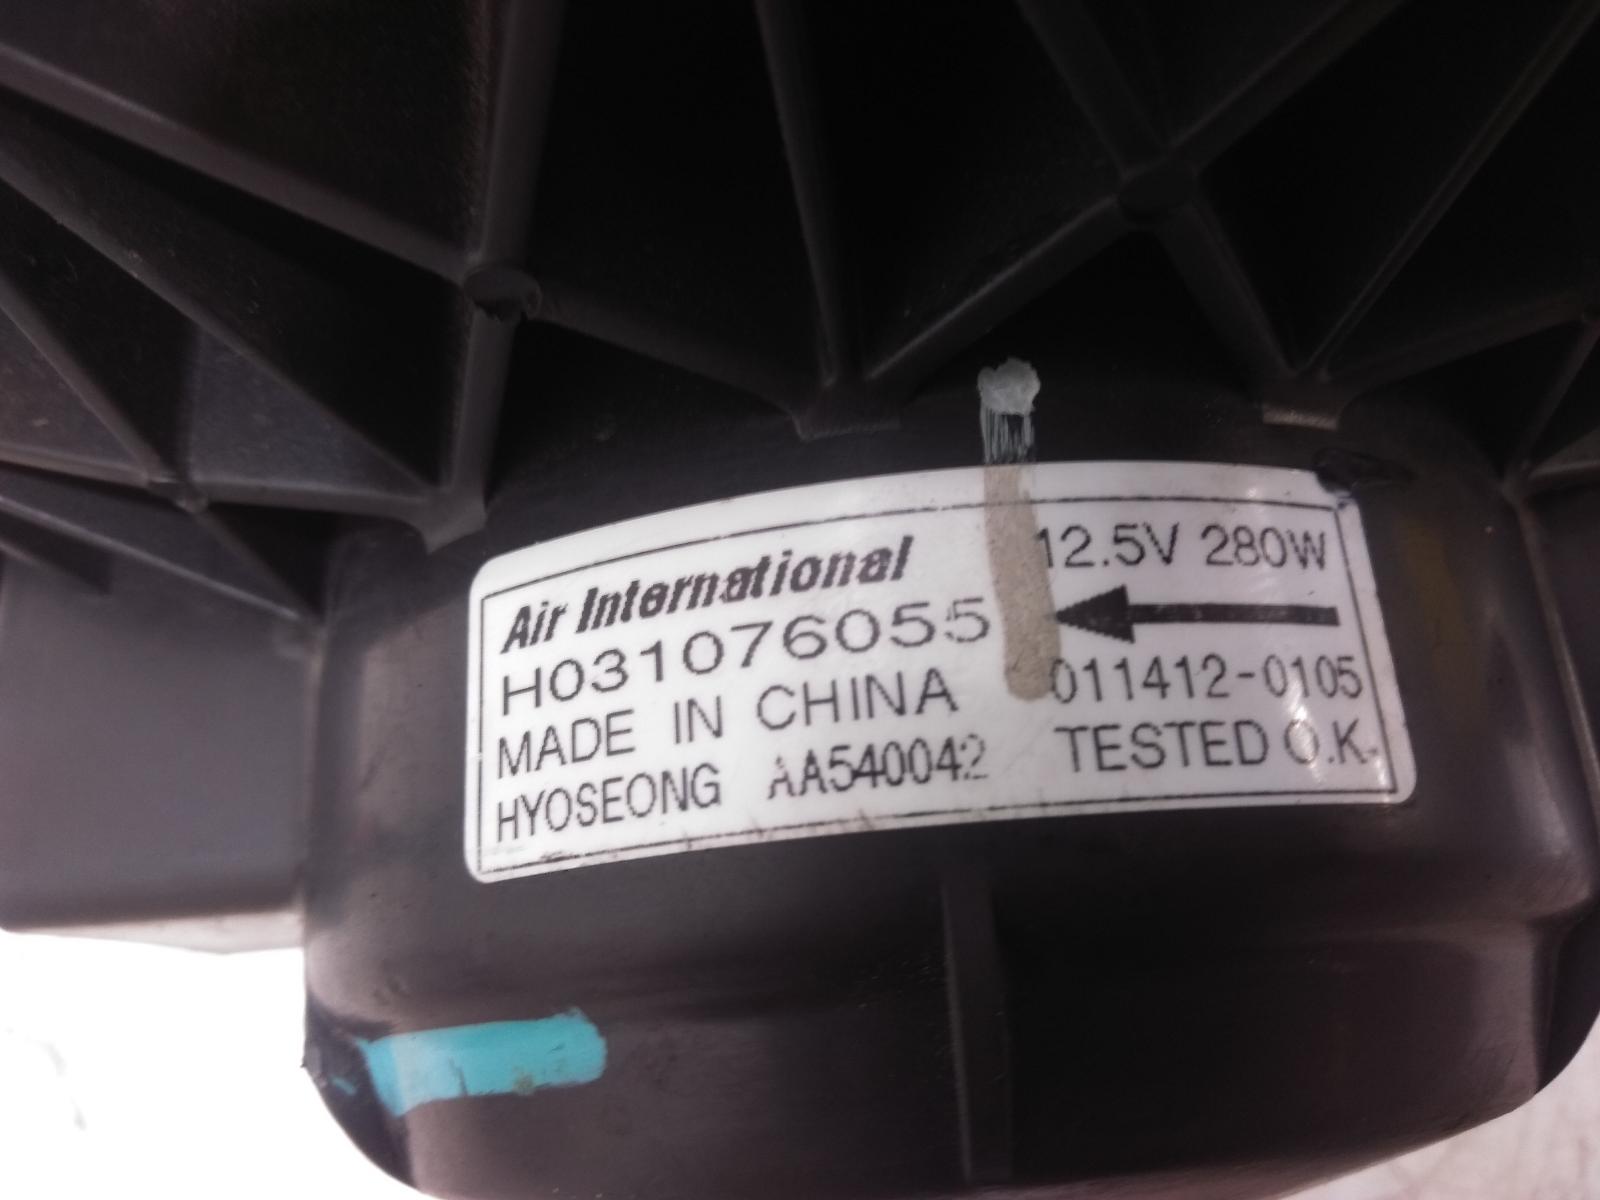 Air International
H031076055
MADE IN CHINA
HYOSEONG AA540042
12.5V 280W
011412-0105
TESTED O.K.